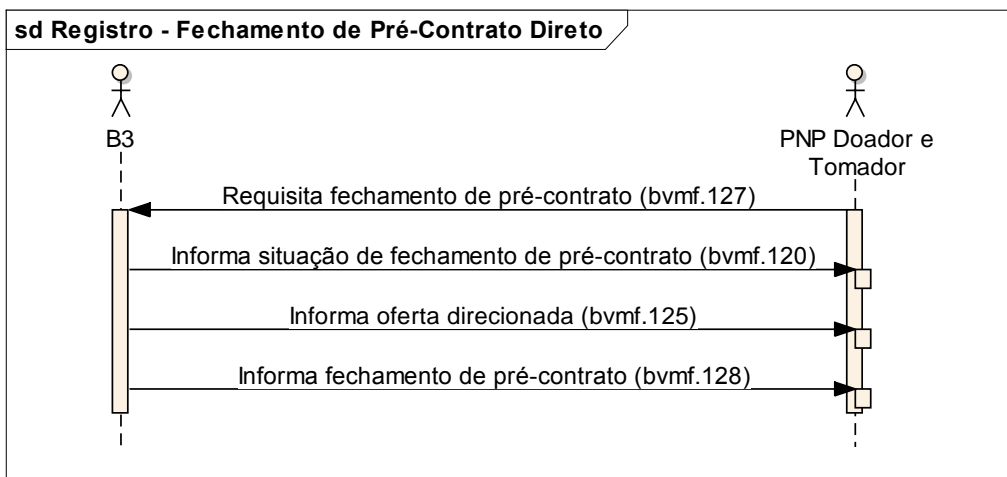 sd Registro - Fechamento de Pré-Contrato Direto
B3
PNP Doador e
Tomador
Requisita fechamento de pré-contrato (bvmf.127)
Informa situação de fechamento de pré-contrato (bvmf.120)
Informa oferta direcionada (bvmf.125)
Informa fechamento de pré-contrato (bvmf.128)